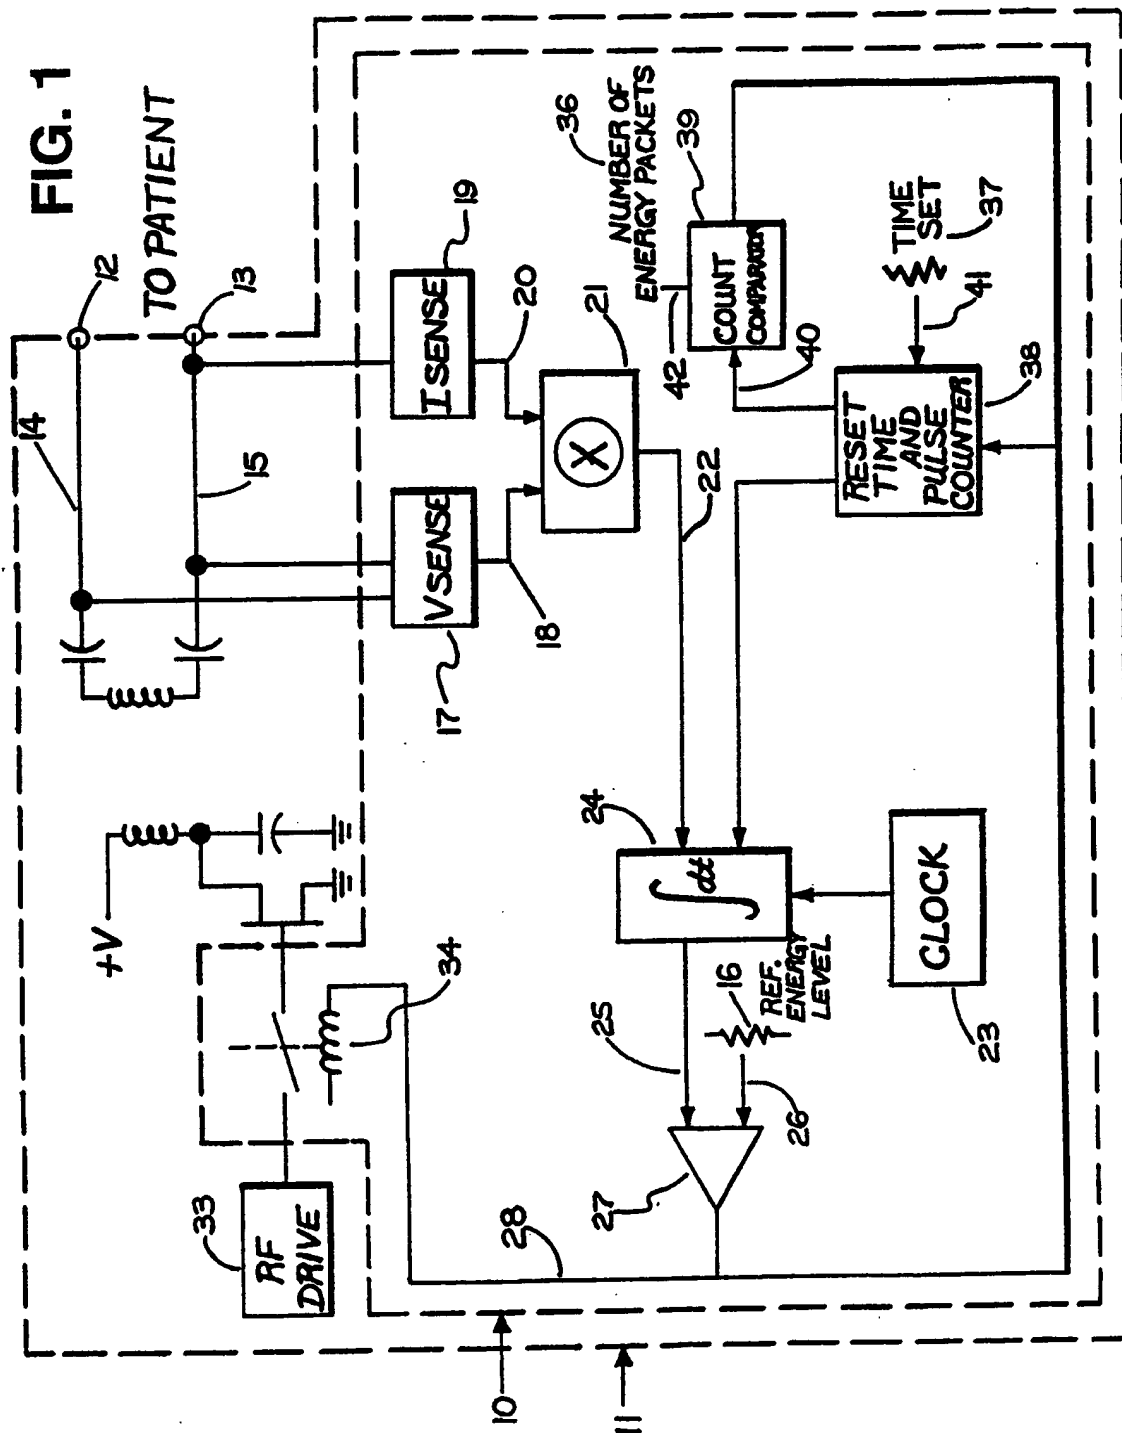 FIG. 1
TO PATIENT
12
13
14
15
+V
33
RF
DRIVE
34
28
10
11
17
V SENSE
18
I SENSE
19
20
21
X
22
24
∫dt
25
16
REF.
ENERGY
LEVEL
26
27
CLOCK
23
36
NUMBER OF
ENERGY PACKETS
42
39
COUNT
COMPARATOR
40
TIME
SET
37
41
RESET
TIME
AND
PULSE
COUNTER
38